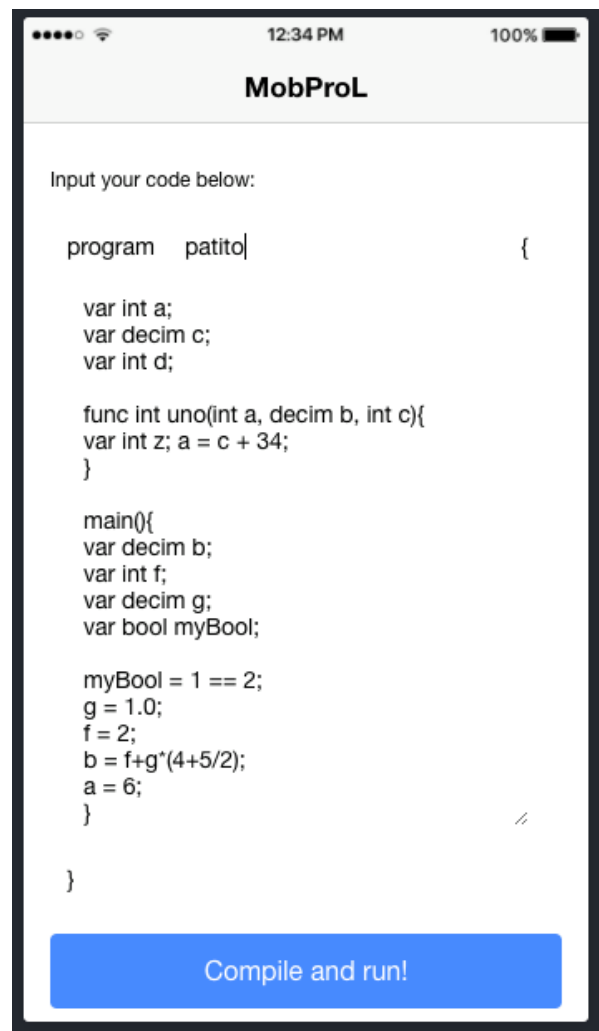 12:34 PM 100%
MobProL
Input your code below:
program patito {
var int a;
var decim c;
var int d;
func int uno(int a, decim b, int c){
var int z; a = c + 34;
}
main(){
var decim b;
var int f;
var decim g;
var bool myBool;
myBool = 1 == 2;
g = 1.0;
f = 2;
b = f+g*(4+5/2);
a = 6;
}
}
Compile and run!